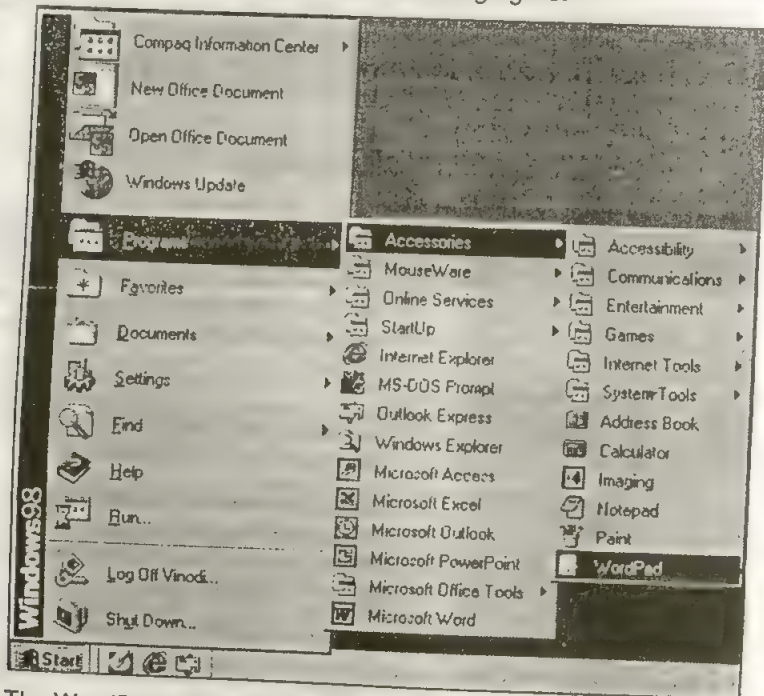 Compaq Information Center
New Office Document
Open Office Document
Windows Update
Programs
Favorites
Documents
Settings
Find
Help
Run...
Log Off Vinodi...
Shut Down...
Windows98
Start
Accessories
MouseWare
Online Services
StartUp
Internet Explorer
MS-DOS Prompt
Outlook Express
Windows Explorer
Microsoft Access
Microsoft Excel
Microsoft Outlook
Microsoft PowerPoint
Microsoft Office Tools
Microsoft Word
Accessibility
Communications
Entertainment
Games
Internet Tools
System Tools
Address Book
Calculator
Imaging
Notepad
Paint
WordPad
The